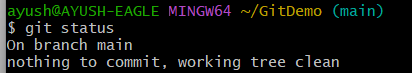 ayush@AYUSH-EAGLE MINGW64 ~/GitDemo (main)
$ git status
On branch main
nothing to commit, working tree clean